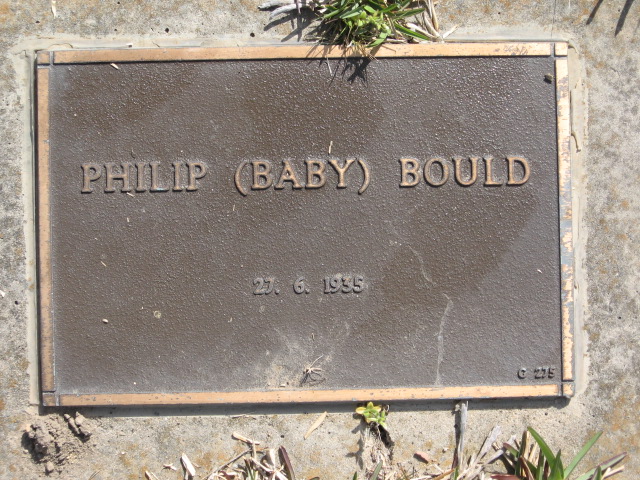 PHILIP (BABY) BOULD
27. 6. 1935
G 275